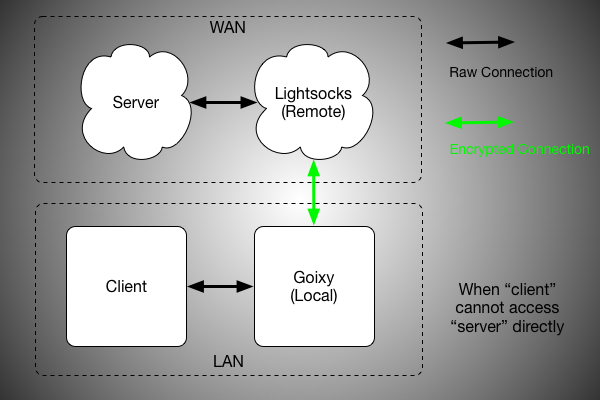 WAN
Server
Lightsocks
(Remote)
Raw Connection
Encrypted Connection
Client
Goixy
(Local)
When “client”
cannot access
“server” directly
LAN